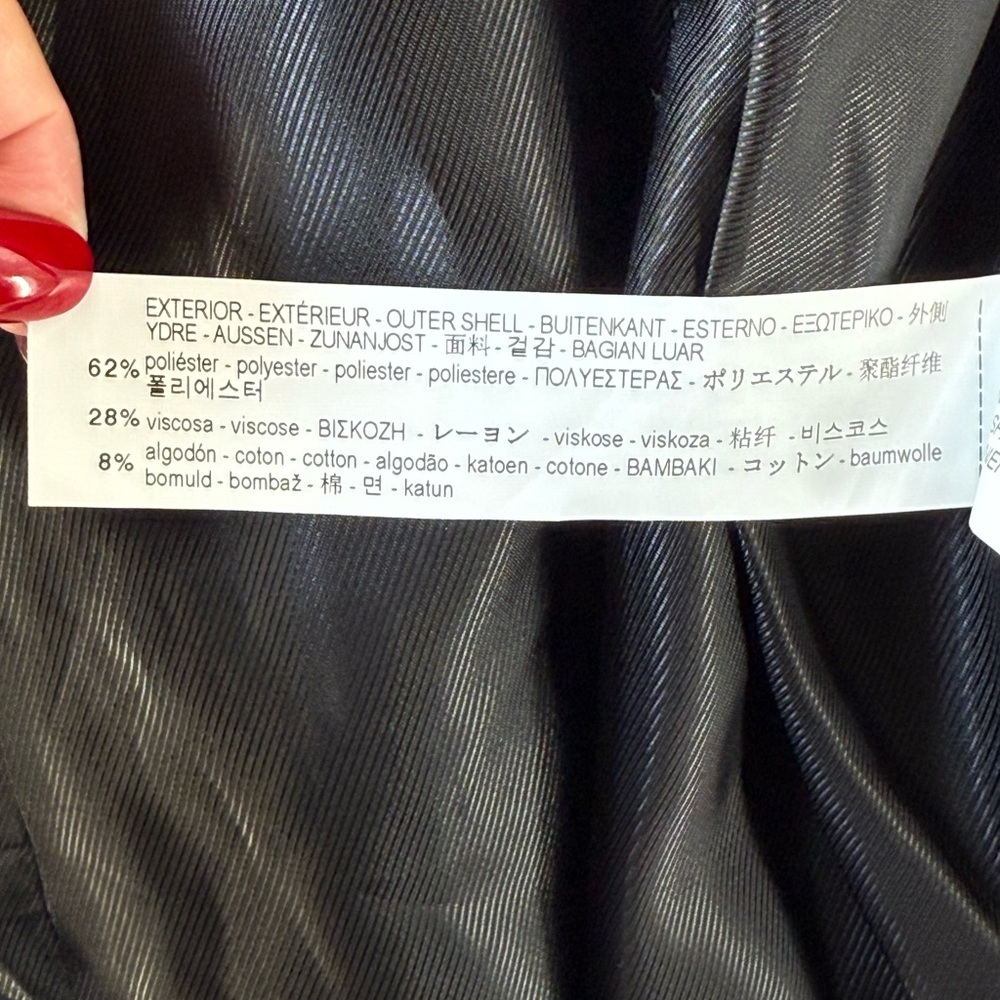 EXTERIOR - EXTÉRIEUR - OUTER SHELL - BUITENKANT - ESTERNO - ΕΞΩΤΕΡΙΚΟ - 外側
YDRE - AUSSEN - ZUNANJOST - 面料 - 겉감 - BAGIAN LUAR
62% poliéster - polyester - poliester - poliestere - ΠΟΛΥΕΣΤΕΡΑΣ - ポリエステル - 聚酯纤维
폴리에스터
28% viscosa - viscose - ΒΙΣΚΟΖΗ - レーヨン - viskose - viskoza - 粘纤 - 비스코스
8% algodón - coton - cotton - algodão - katoen - cotone - ΒΑΜΒΑΚΙ - コットン - baumwolle
bomuld - bombaž - 棉 - 면 - katun